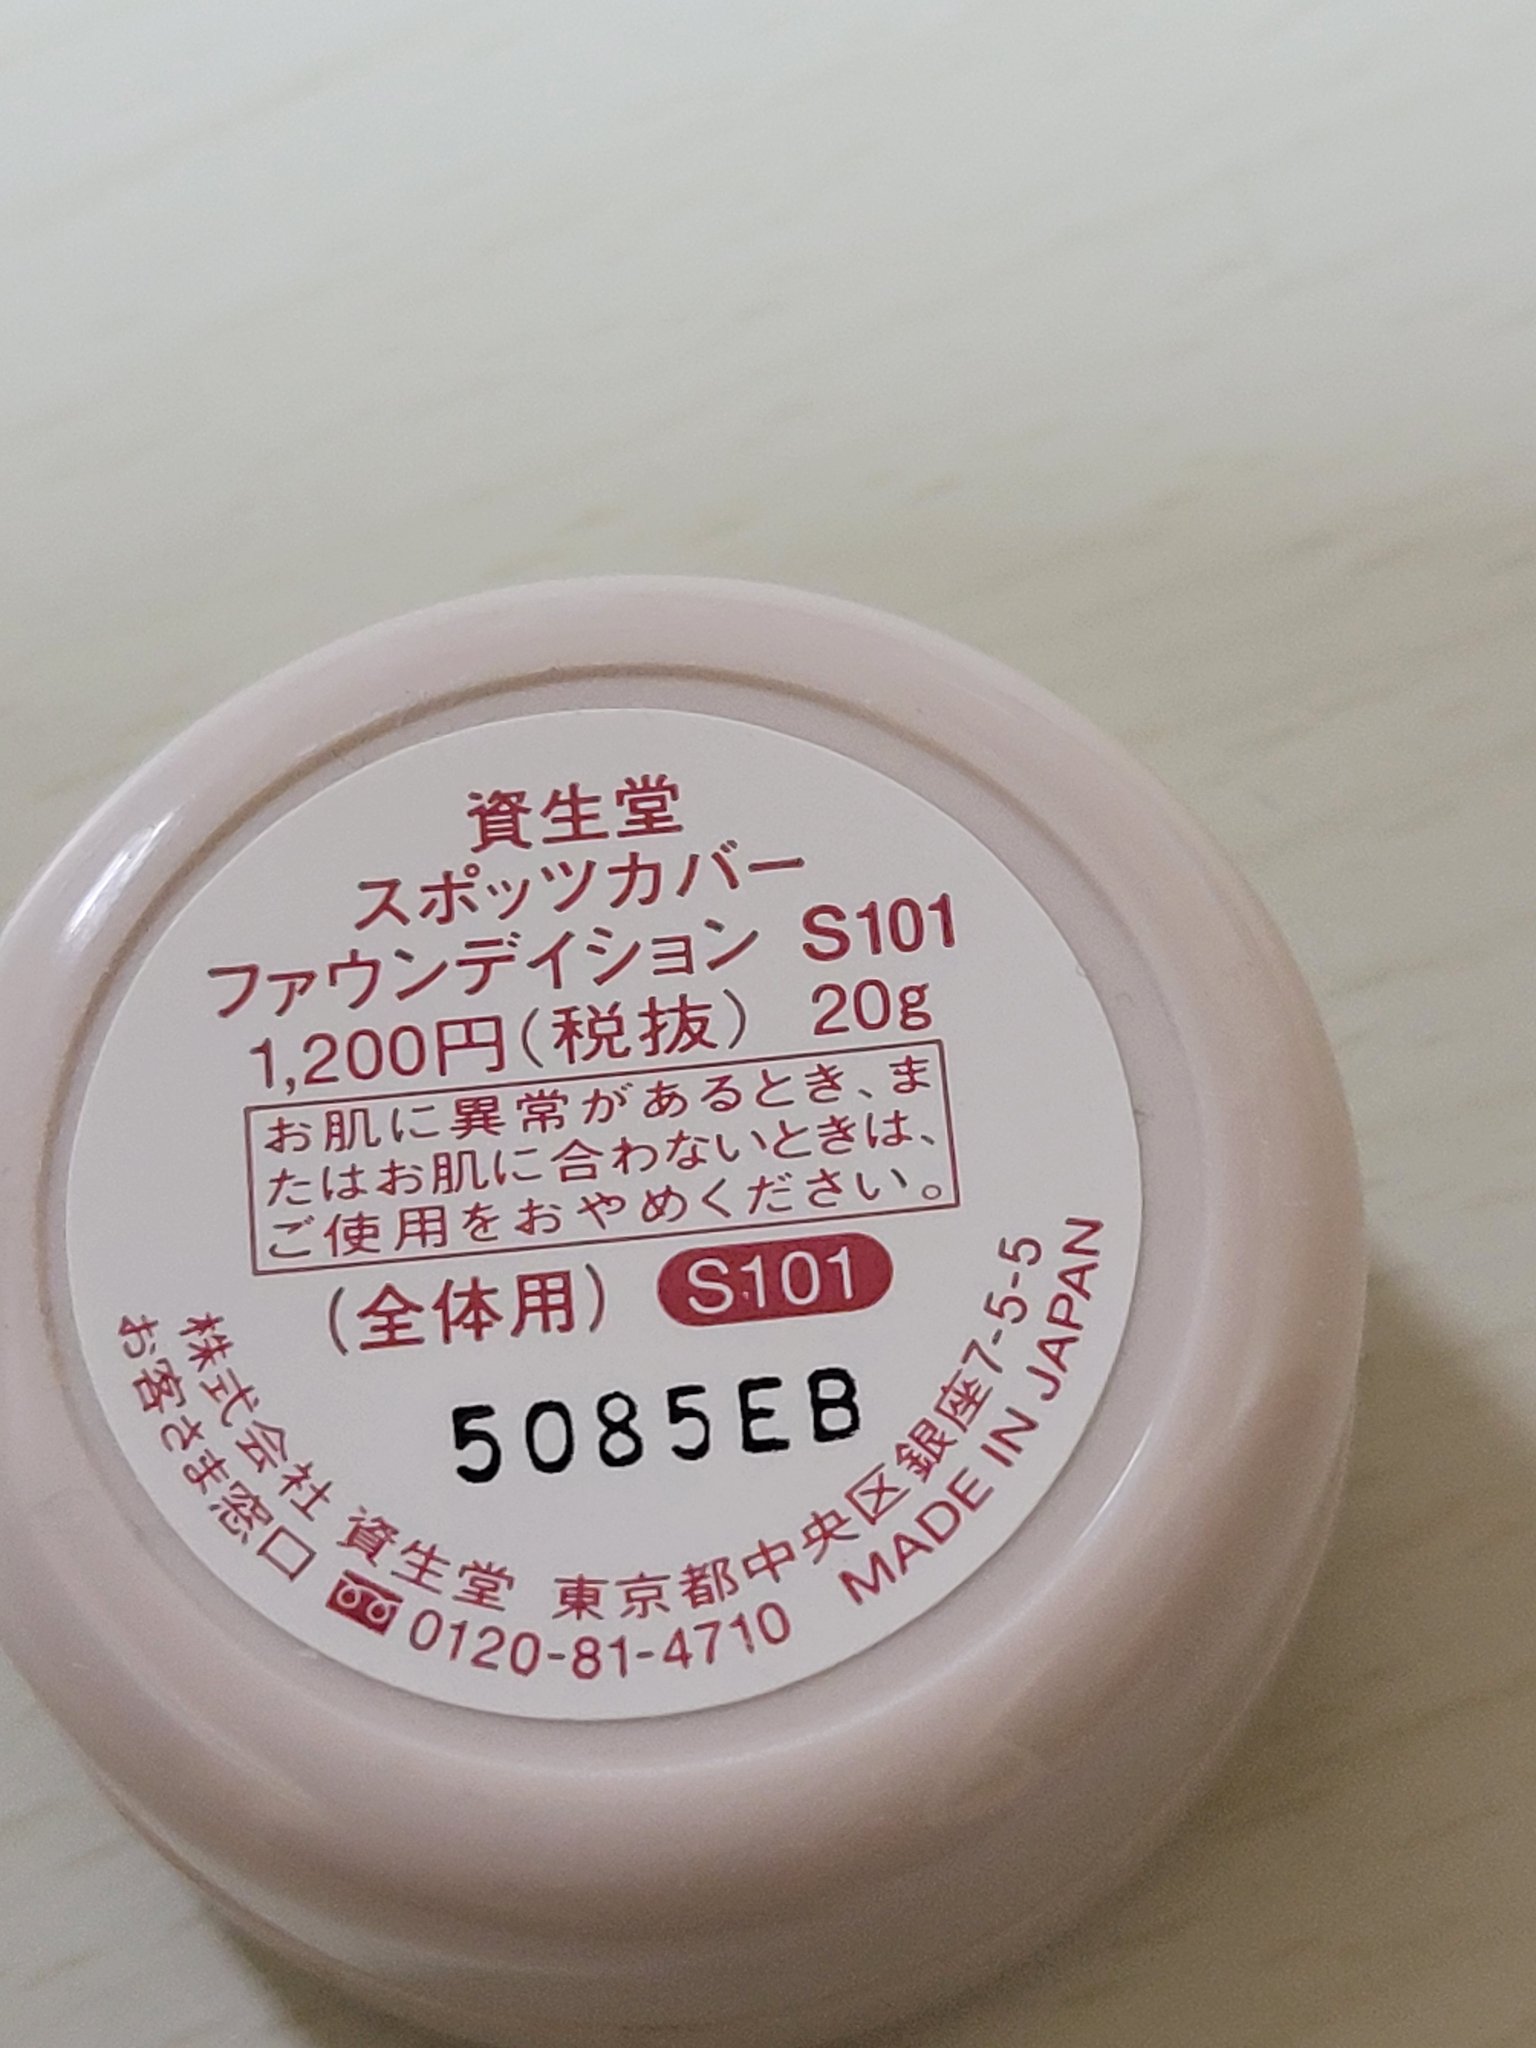 資生堂
スポッツカバー
ファウンデイション S101
1,200円(税抜) 20g
お肌に異常があるとき、ま
たはお肌に合わないときは、
ご使用をおやめください。
(全体用) S101
5085EB
株式会社 資生堂 東京都中央区銀座7-5-5
お客さま窓口 0120-81-4710 MADE IN JAPAN